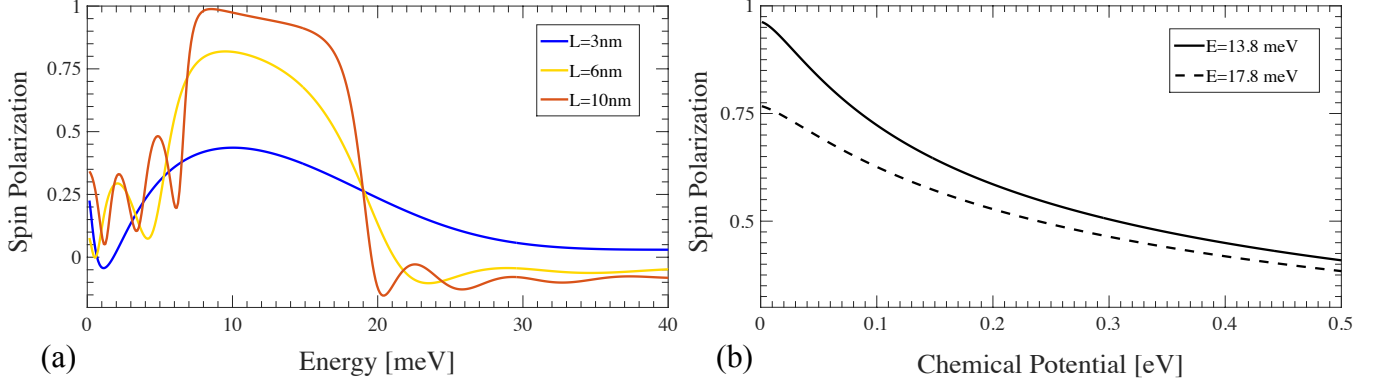 1
0.75
0.5
0.25
0
Spin Polarization
L=3nm
L=6nm
L=10nm
0 10 20 30 40
(a) Energy [meV]
1
0.75
0.5
Spin Polarization
E=13.8 meV
E=17.8 meV
0 0.1 0.2 0.3 0.4 0.5
(b) Chemical Potential [eV]